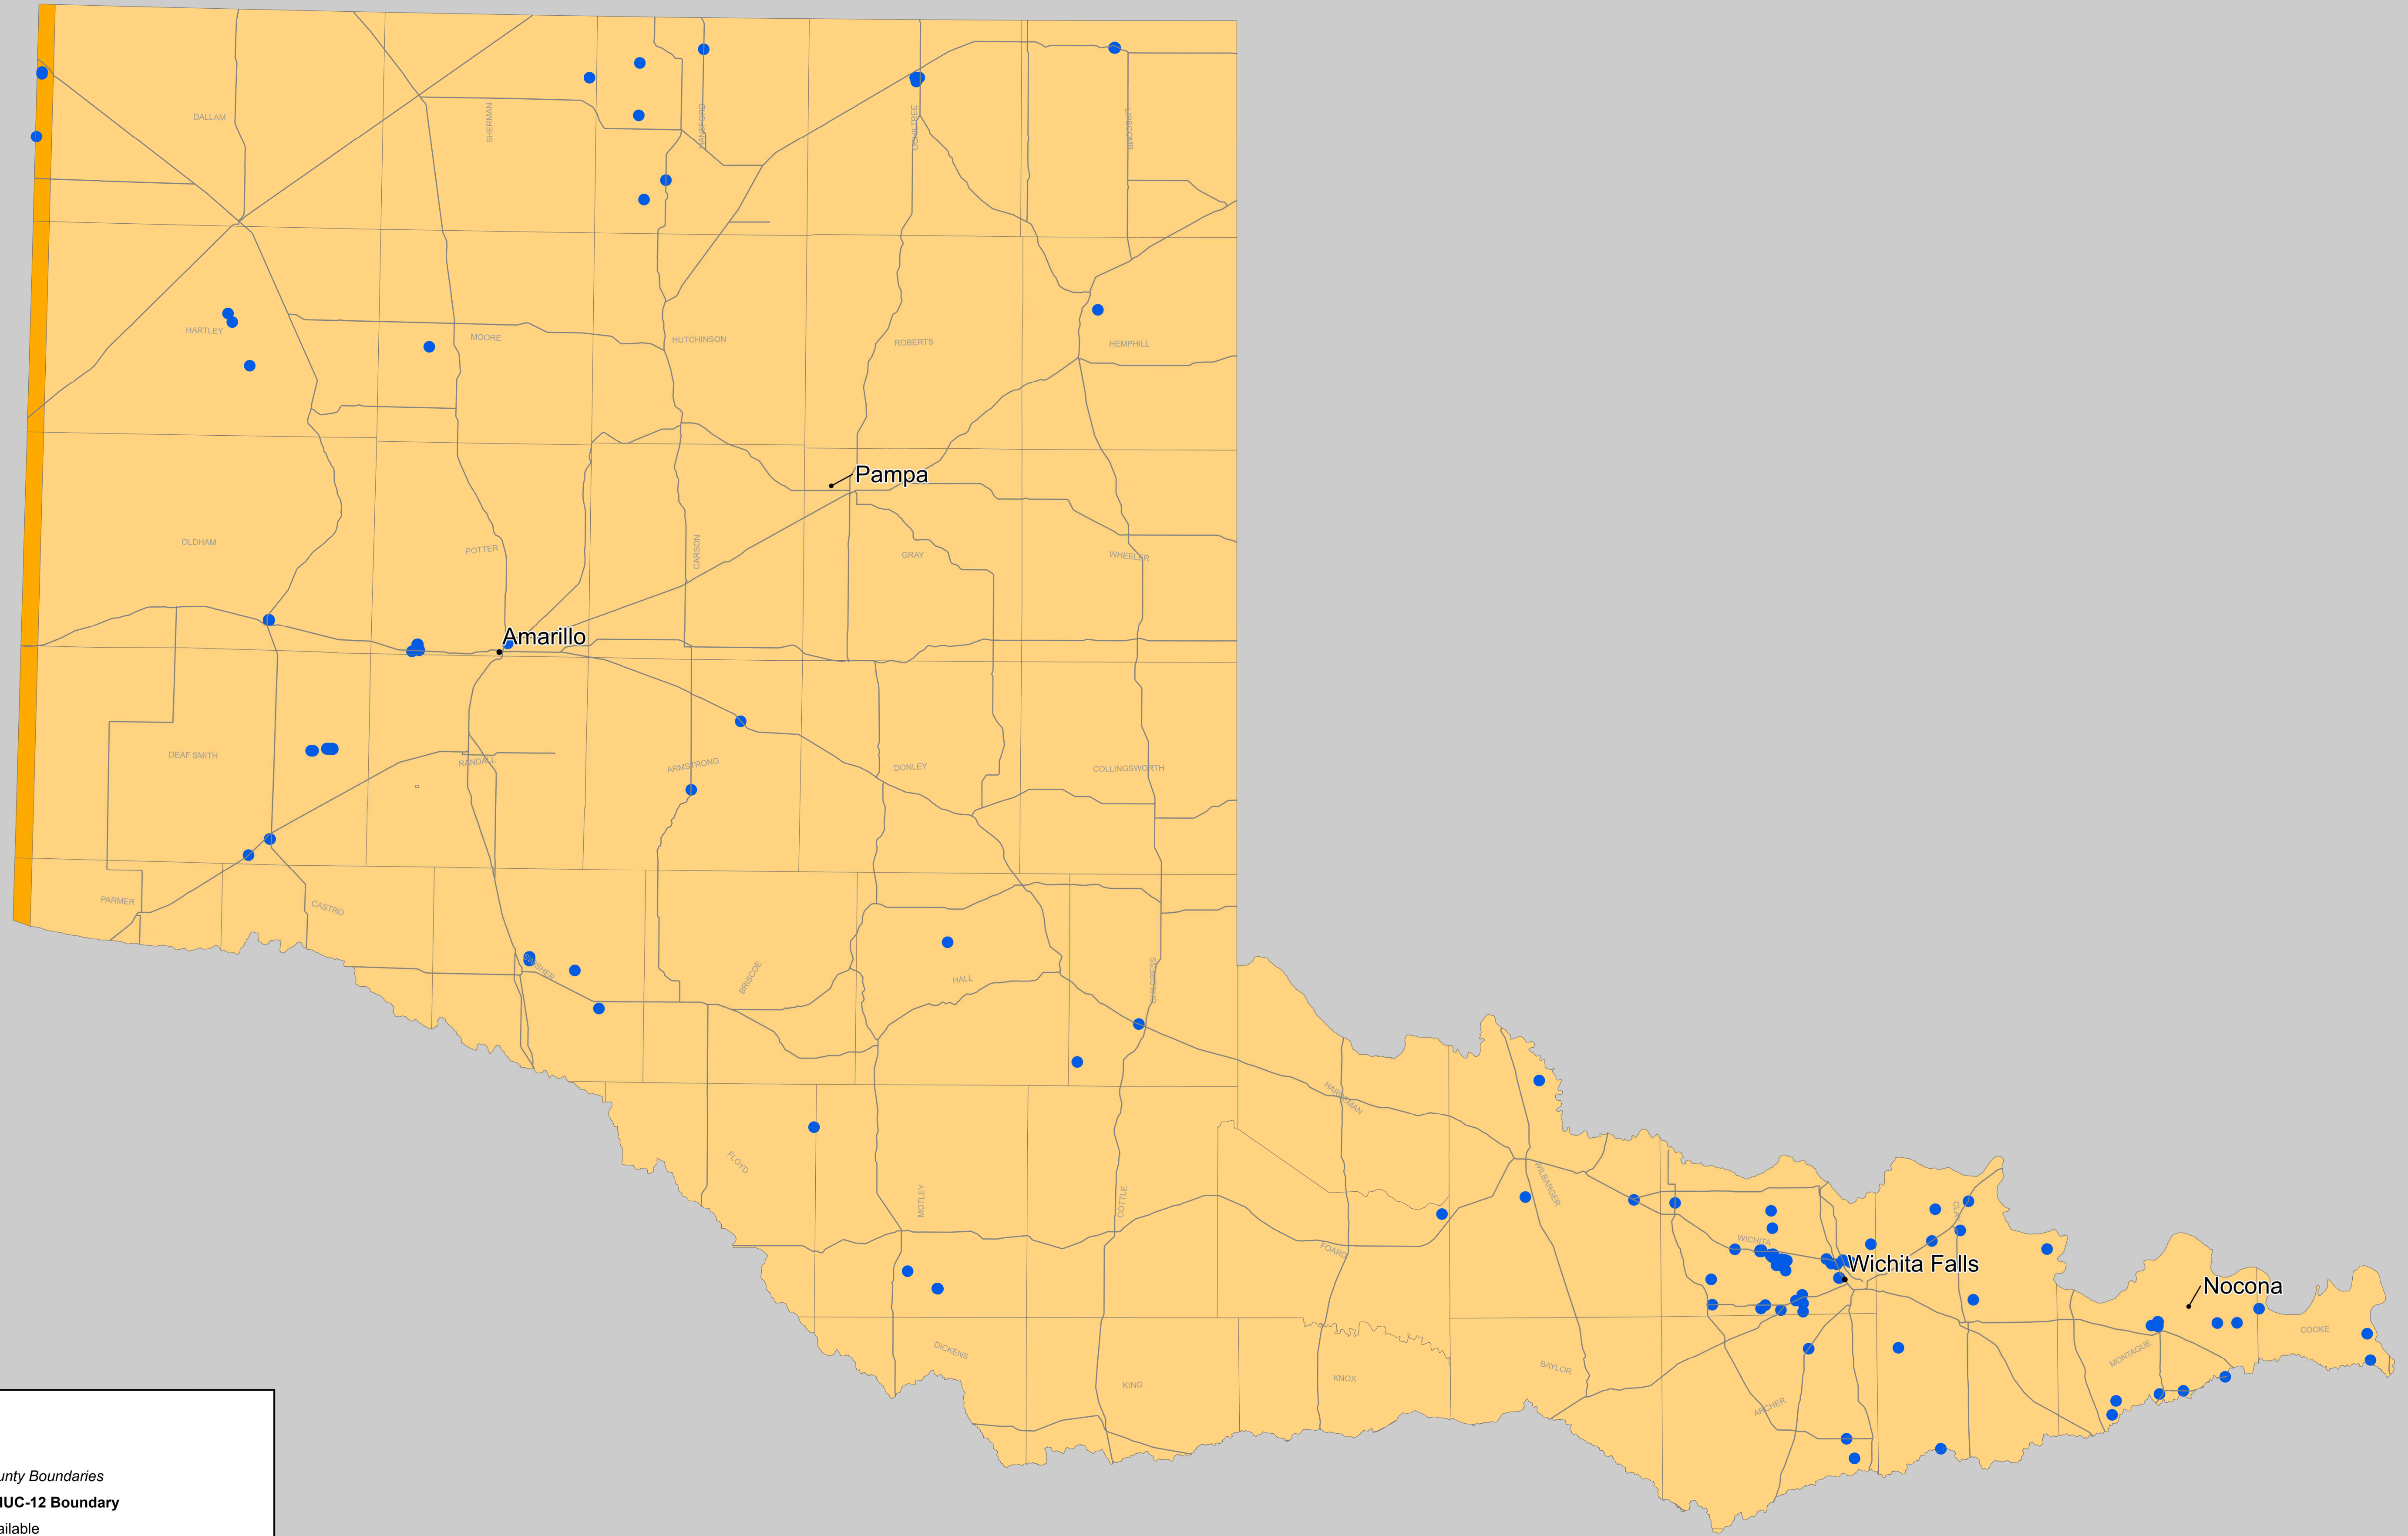 DALLAM
SHERMAN
HANSFORD
OCHILTREE
LIPSCOMB
HARTLEY
MOORE
HUTCHINSON
ROBERTS
HEMPHILL
Pampa
OLDHAM
POTTER
CARSON
GRAY
WHEELER
Amarillo
DEAF SMITH
RANDALL
ARMSTRONG
DONLEY
COLLINGSWORTH
PARMER
CASTRO
SWISHER
BRISCOE
HALL
CHILDRESS
HARDEMAN
FLOYD
MOTLEY
COTTLE
FOARD
WILBARGER
WICHITA
CLAY
Wichita Falls
Nocona
DICKENS
KING
KNOX
BAYLOR
ARCHER
MONTAGUE
COOKE
unty Boundaries
HUC-12 Boundary
ailable